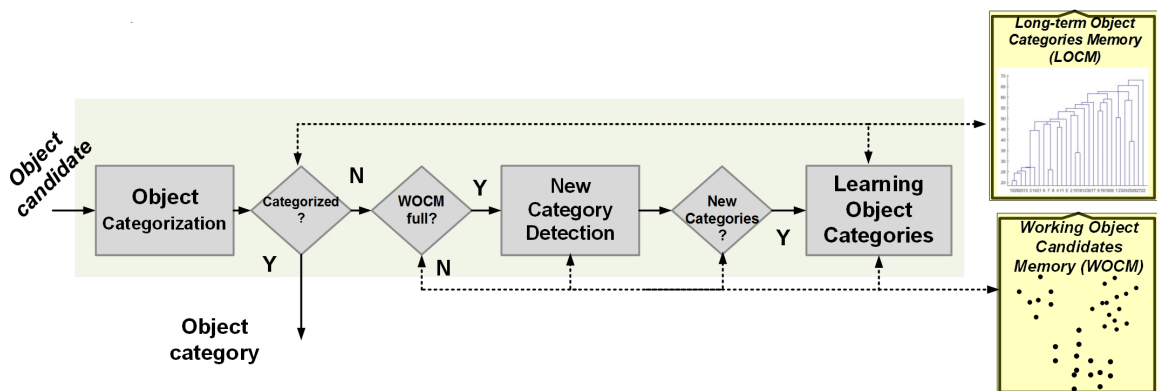 Long-term Object
Categories Memory
(LOCM)
Object
candidate
Object
Categorization
Categorized
?
N
Y
WOCM
full?
Y
N
New
Category
Detection
New
Categories
?
Y
Learning
Object
Categories
Object
category
Working Object
Candidates
Memory (WOCM)